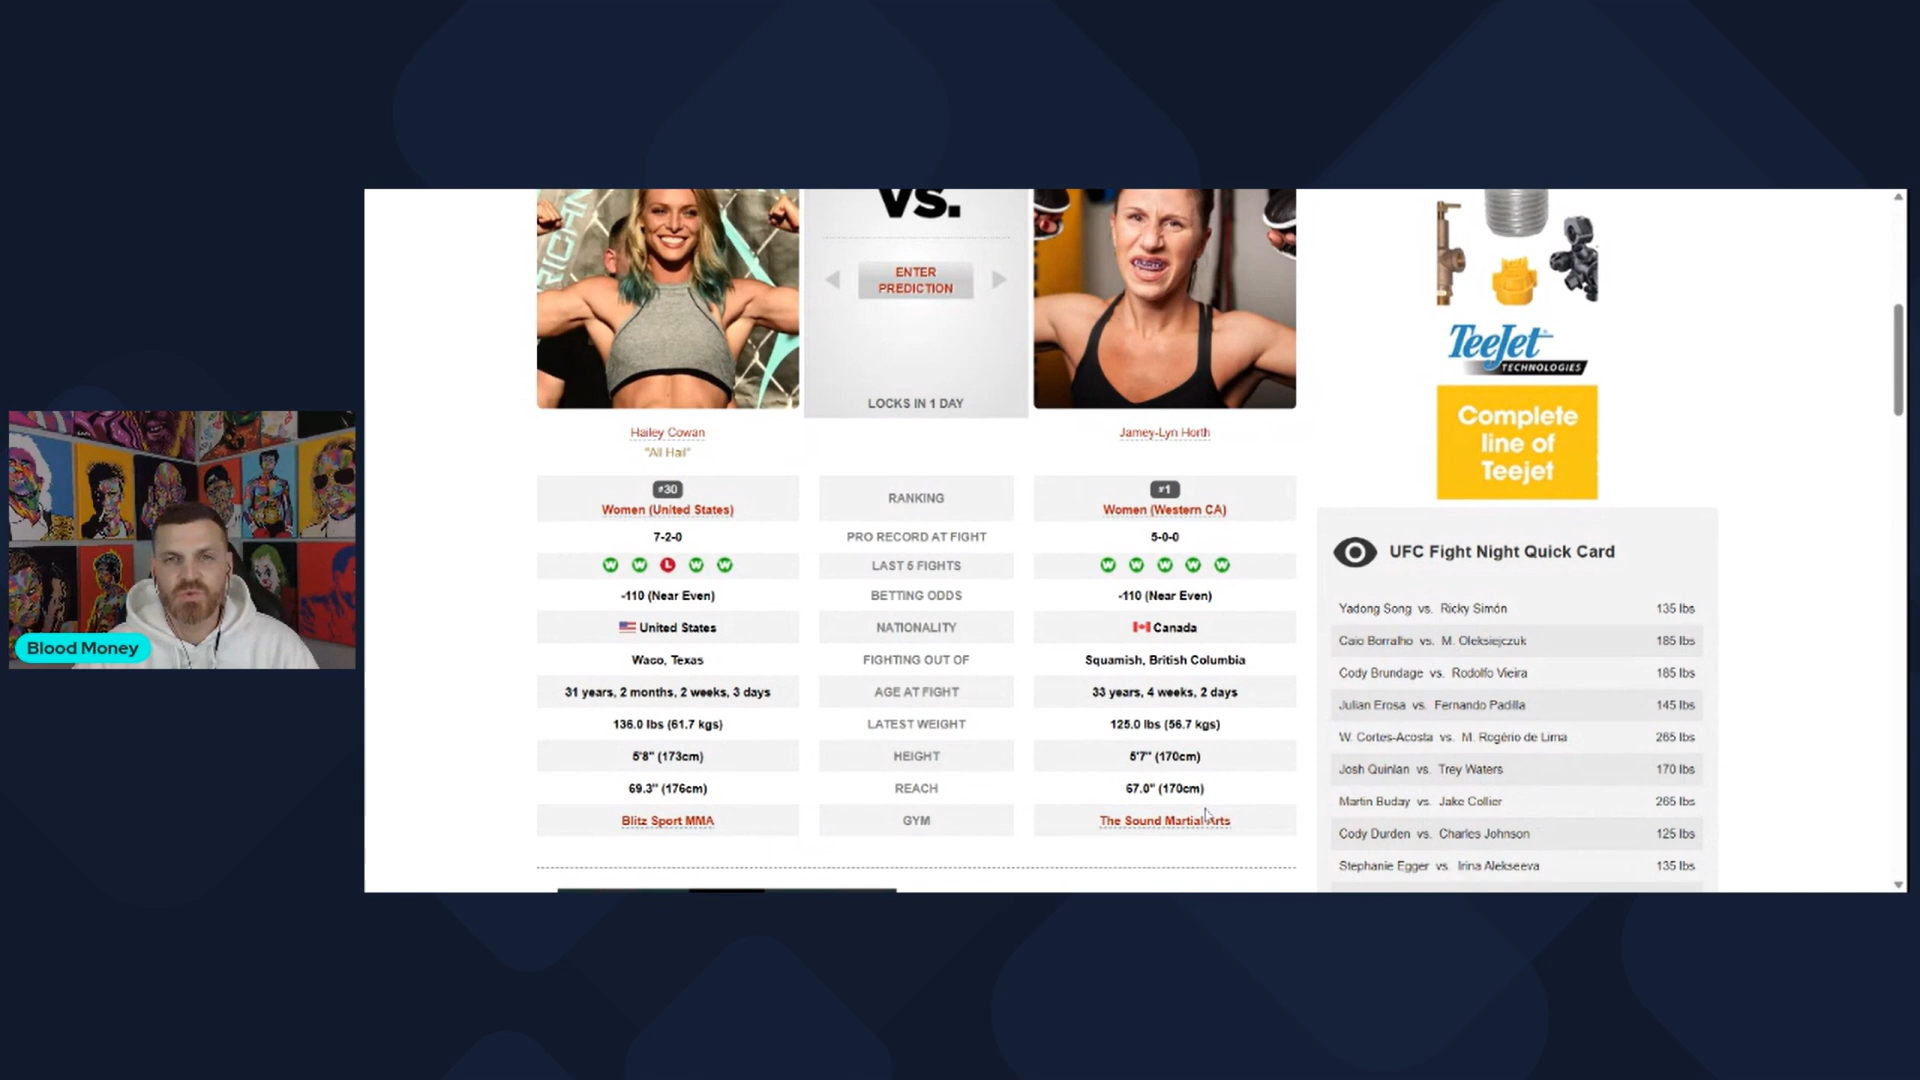 RICHN
VS.
ENTER
PREDICTION
LOCKS IN 1 DAY
Hailey Cowan
"All Hail"
Jamey-Lyn Horth
#30
RANKING
#1
Women (United States)
Women (Western CA)
7-2-0
PRO RECORD AT FIGHT
5-0-0
W W L W W
LAST 5 FIGHTS
W W W W W
-110 (Near Even)
BETTING ODDS
-110 (Near Even)
United States
NATIONALITY
Canada
Waco, Texas
FIGHTING OUT OF
Squamish, British Columbia
31 years, 2 months, 2 weeks, 3 days
AGE AT FIGHT
33 years, 4 weeks, 2 days
136.0 lbs (61.7 kgs)
LATEST WEIGHT
125.0 lbs (56.7 kgs)
5'8" (173cm)
HEIGHT
5'7" (170cm)
69.3" (176cm)
REACH
67.0" (170cm)
Blitz Sport MMA
GYM
The Sound Martial Arts
TeeJet
TECHNOLOGIES
Complete
line of
Teejet
UFC Fight Night Quick Card
Yadong Song vs. Ricky Simón 135 lbs
Caio Borralho vs. M. Oleksiejczuk 185 lbs
Cody Brundage vs. Rodolfo Vieira 185 lbs
Julian Erosa vs. Fernando Padilla 145 lbs
W. Cortes-Acosta vs. M. Rogério de Lima 265 lbs
Josh Quinlan vs. Trey Waters 170 lbs
Martin Buday vs. Jake Collier 265 lbs
Cody Durden vs. Charles Johnson 125 lbs
Stephanie Egger vs. Irina Alekseeva 135 lbs
Blood Money